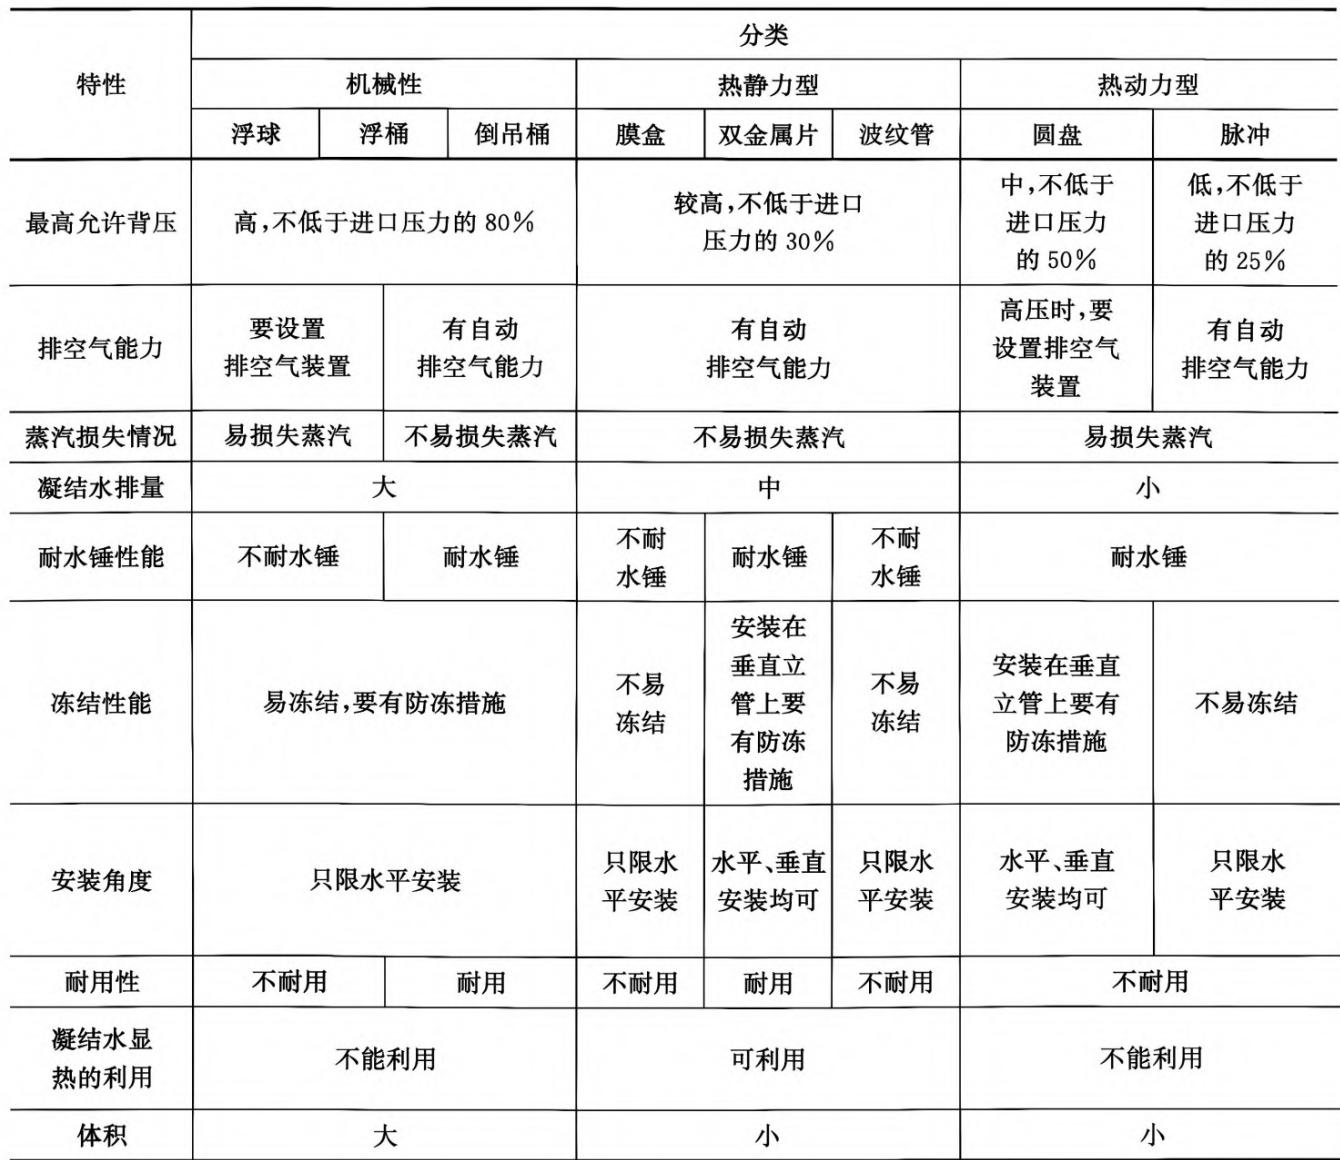 特性
分类
机械性
热静力型
热动力型
浮球
浮桶
倒吊桶
膜盒
双金属片
波纹管
圆盘
脉冲
最高允许背压
高,不低于进口压力的 80%
较高,不低于进口
压力的 30%
中,不低于
进口压力
的 50%
低,不低于
进口压力
的 25%
排空气能力
要设置
排空气装置
有自动
排空气能力
有自动
排空气能力
高压时,要
设置排空气
装置
有自动
排空气能力
蒸汽损失情况
易损失蒸汽
不易损失蒸汽
不易损失蒸汽
易损失蒸汽
凝结水排量
大
中
小
耐水锤性能
不耐水锤
耐水锤
不耐
水锤
耐水锤
不耐
水锤
耐水锤
冻结性能
易冻结,要有防冻措施
不易
冻结
安装在
垂直立
管上要
有防冻
措施
不易
冻结
安装在垂直
立管上要有
防冻措施
不易冻结
安装角度
只限水平安装
只限水
平安装
水平、垂直
安装均可
只限水
平安装
水平、垂直
安装均可
只限水
平安装
耐用性
不耐用
耐用
不耐用
耐用
不耐用
不耐用
凝结水显
热的利用
不能利用
可利用
不能利用
体积
大
小
小